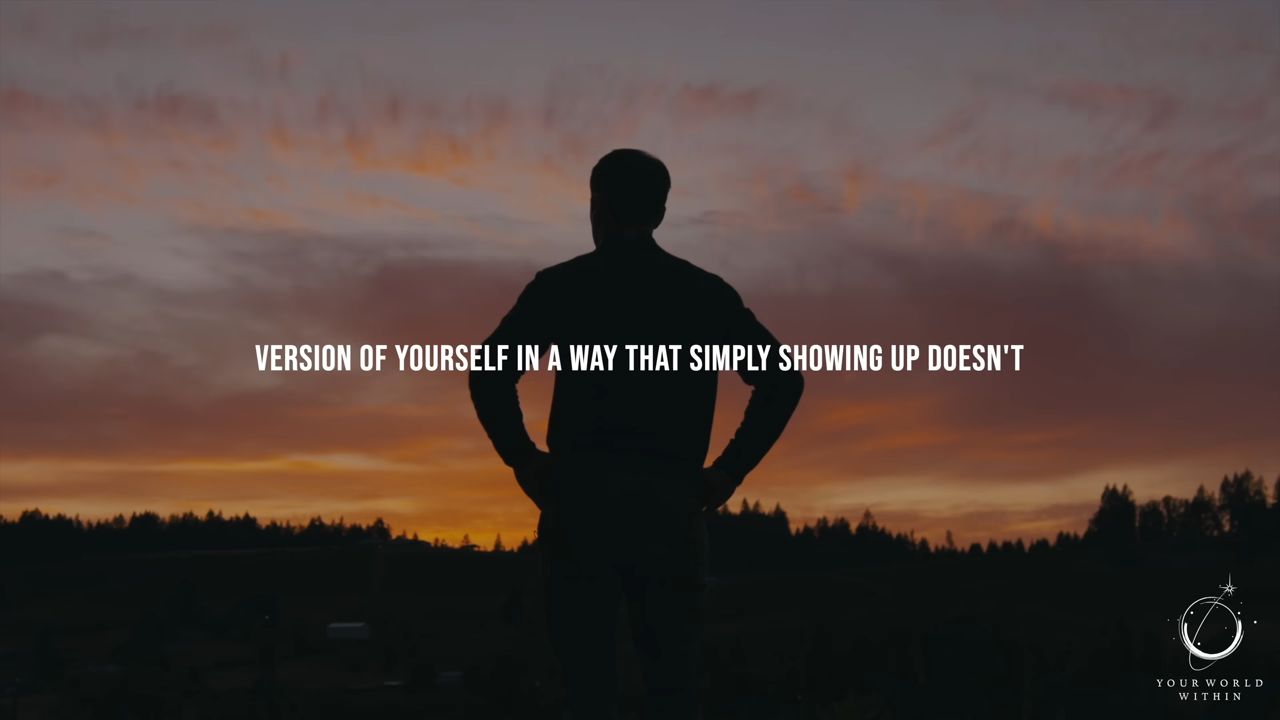 VERSION OF YOURSELF IN A WAY THAT SIMPLY SHOWING UP DOESN'T
YOUR WORLD
WITHIN